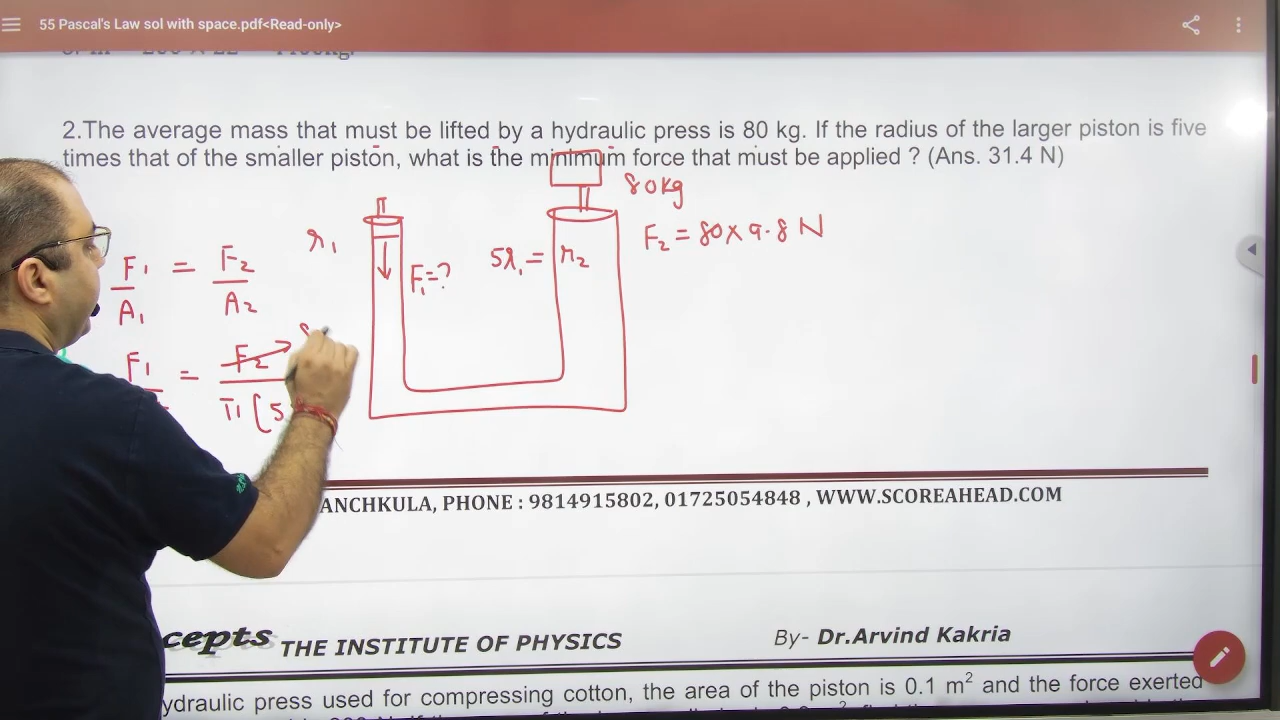 55 Pascal's Law sol with space.pdf<Read-only>
2.The average mass that must be lifted by a hydraulic press is 80 kg. If the radius of the larger piston is five
times that of the smaller piston, what is the minimum force that must be applied ? (Ans. 31.4 N)
80kg
r₁
F₂ = 80 × 9.8 N
5r₁ = r₂
F₁ = ?
F₁/A₁ = F₂/A₂
F₁ = F₂
π(5
ANCHKULA, PHONE : 9814915802, 01725054848 , WWW.SCOREAHEAD.COM
cepts THE INSTITUTE OF PHYSICS By- Dr.Arvind Kakria
ydraulic press used for compressing cotton, the area of the piston is 0.1 m² and the force exerted